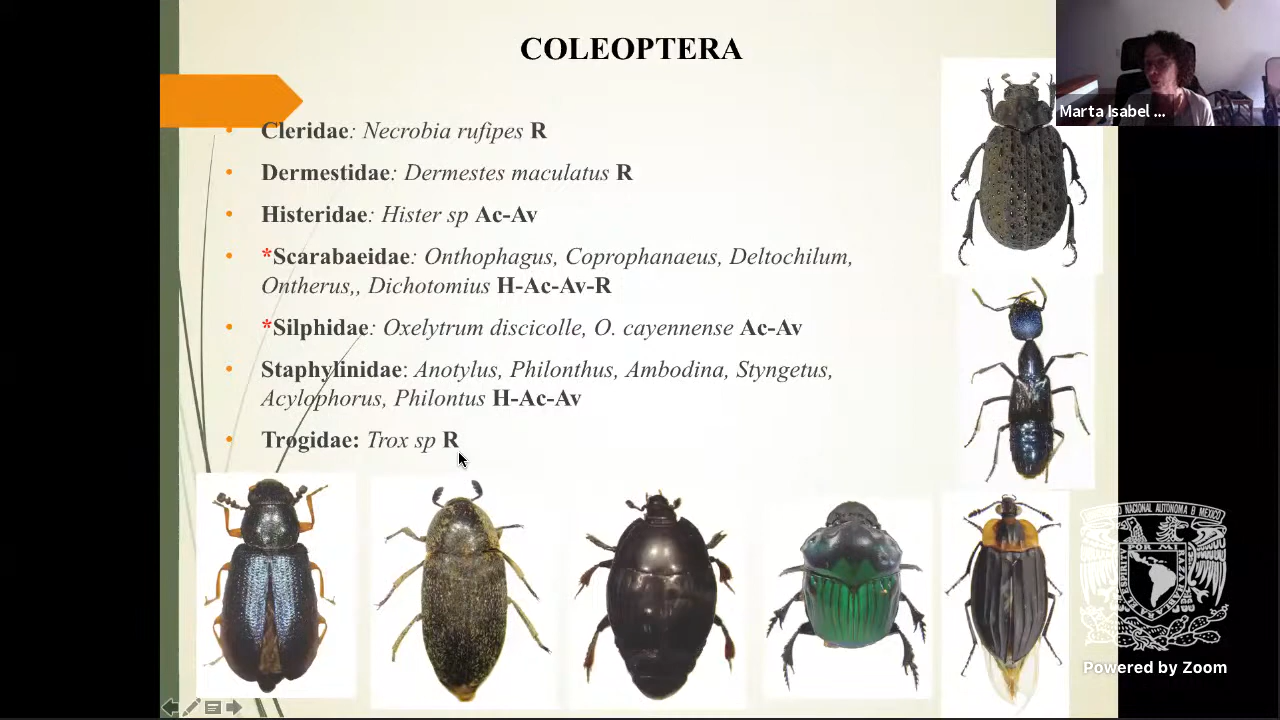 COLEOPTERA
Marta Isabel ...
• Cleridae: Necrobia rufipes R
• Dermestidae: Dermestes maculatus R
• Histeridae: Hister sp Ac-Av
• *Scarabaeidae: Onthophagus, Coprophanaeus, Deltochilum,
Ontherus,, Dichotomius H-Ac-Av-R
• *Silphidae: Oxelytrum discicolle, O. cayennense Ac-Av
• Staphylinidae: Anotylus, Philonthus, Ambodina, Styngetus,
Acylophorus, Philontus H-Ac-Av
• Trogidae: Trox sp R
Powered by Zoom